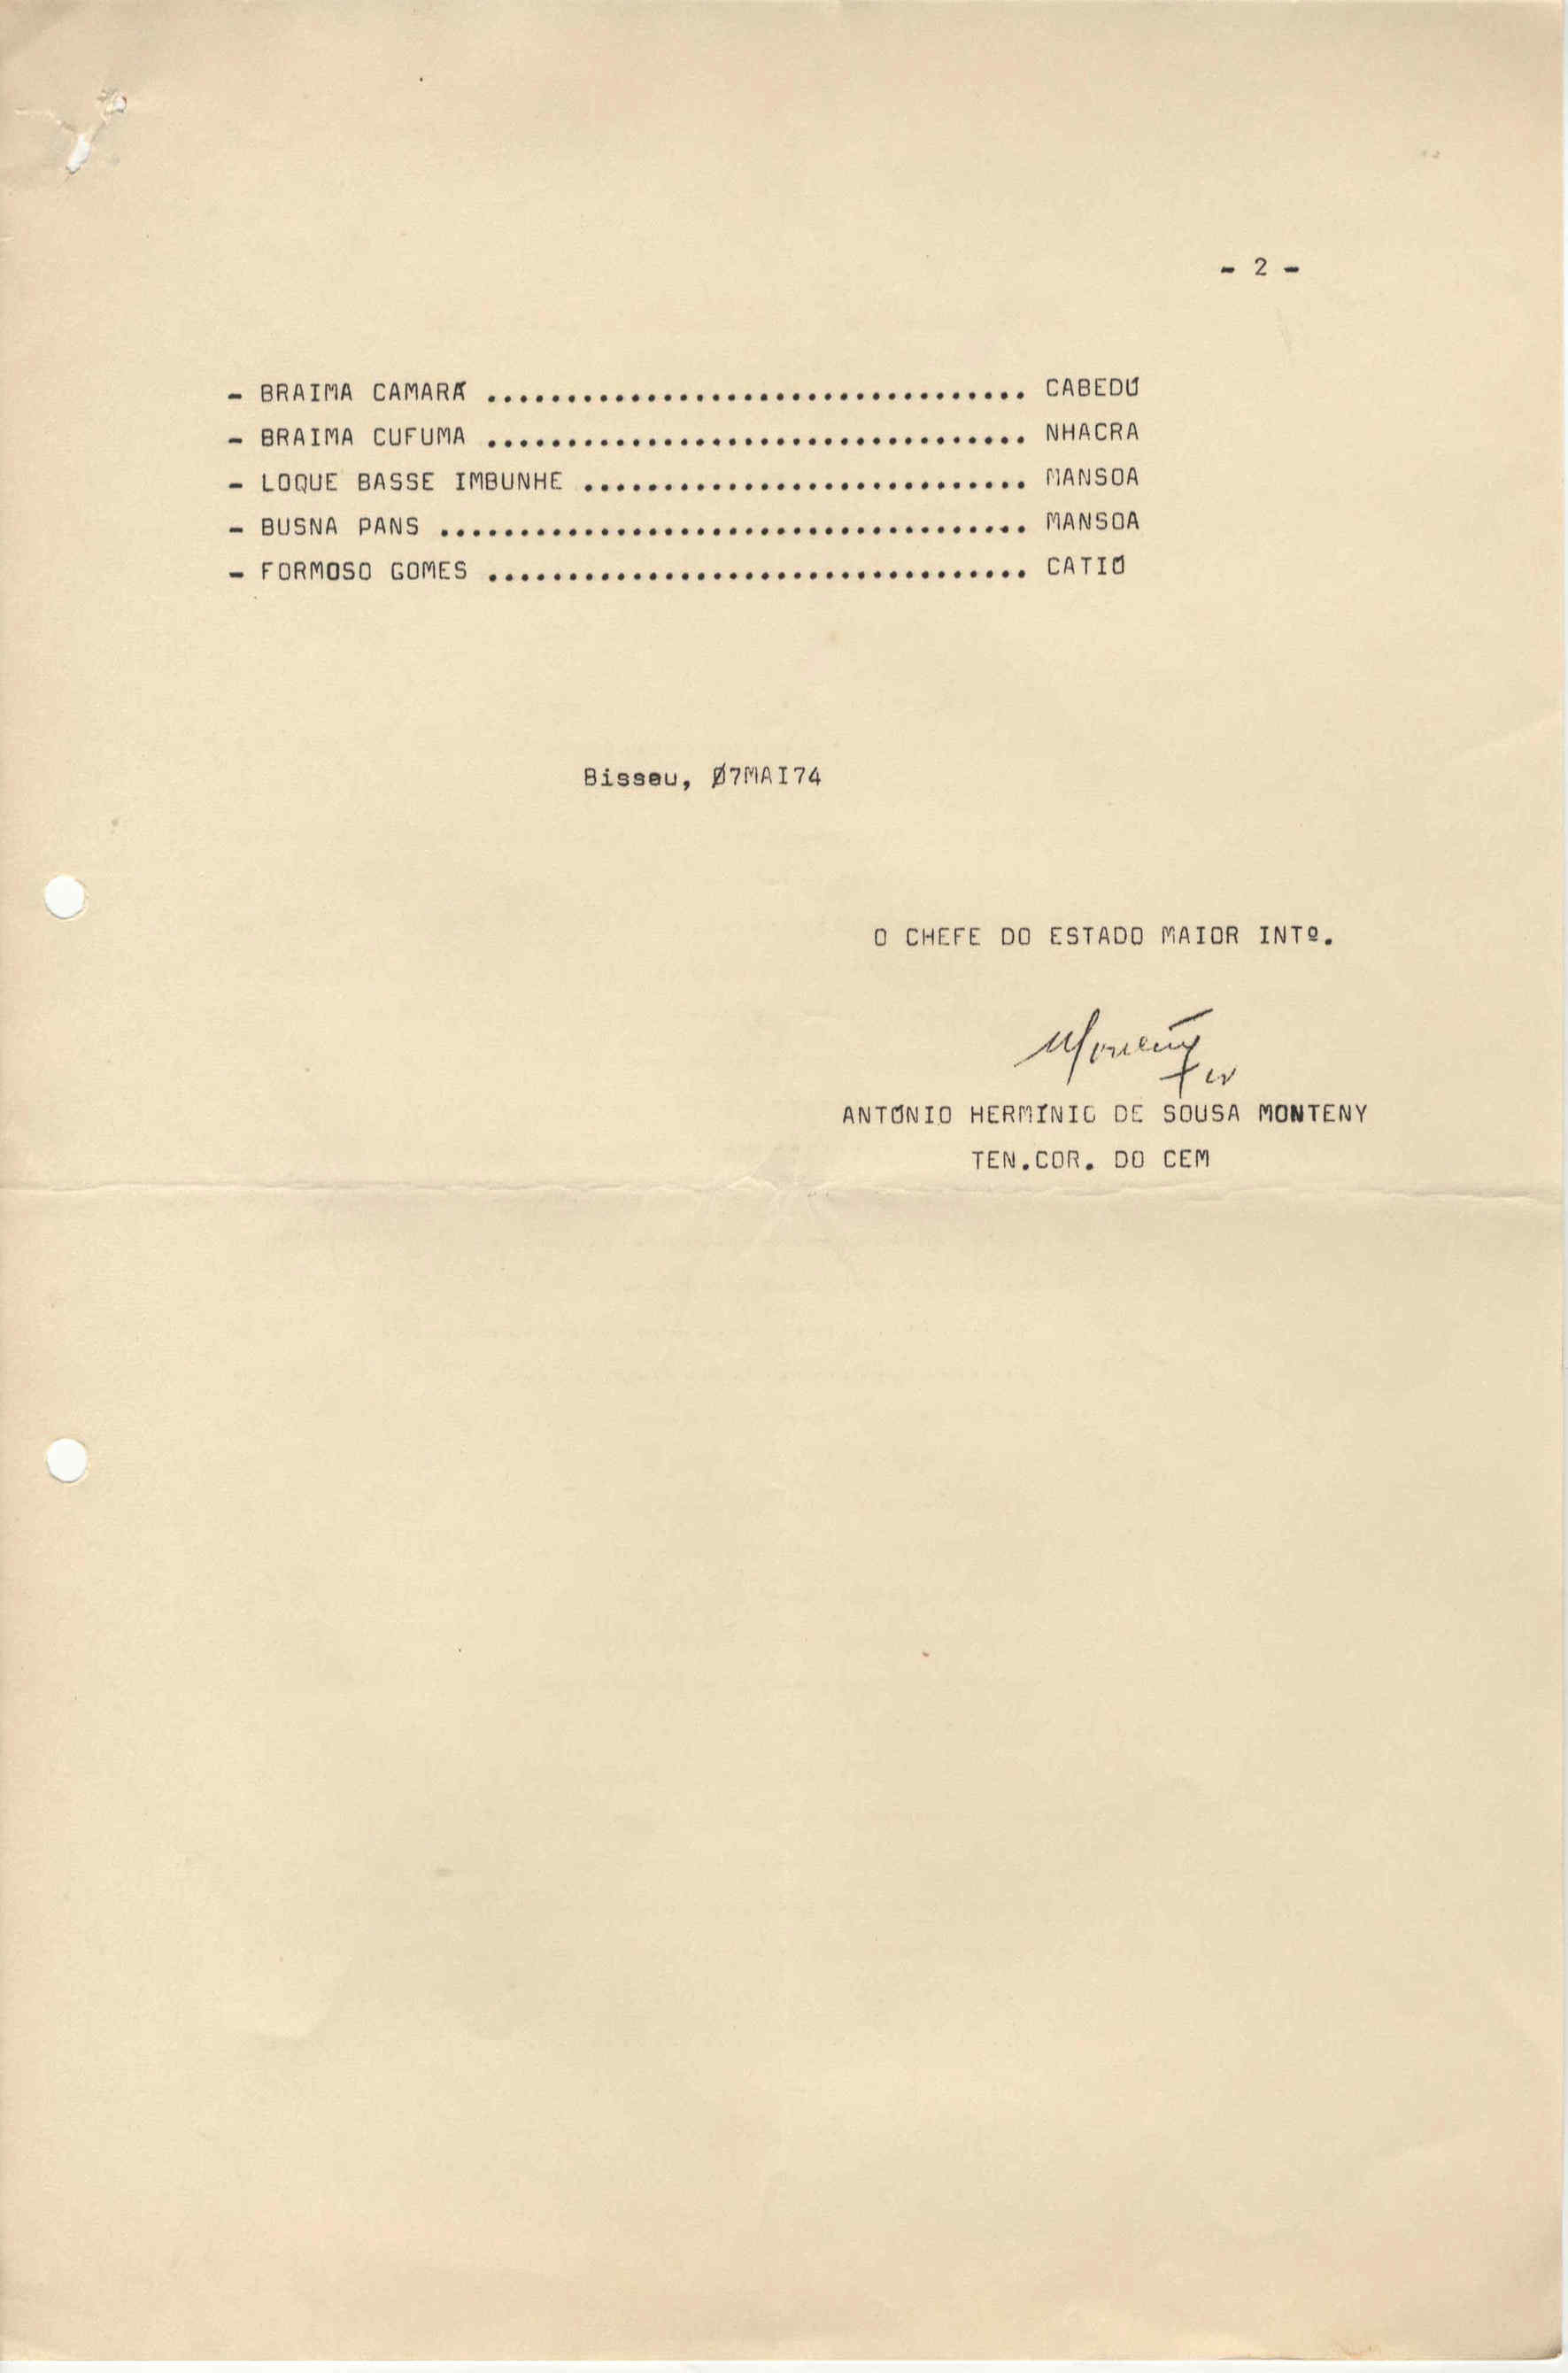 - 2 -
- BRAIMA CAMARÁ .................................. CABEDÚ
- BRAIMA CUFUMA .................................. NHACRA
- LOQUE BASSE IMBUNHE ............................ MANSOA
- BUSNA PANS ..................................... MANSOA
- FORMOSO GOMES .................................. CATIÓ
Bissau, Ø7MAI74
O CHEFE DO ESTADO MAIOR INTº.
ANTÓNIO HERMÍNIO DE SOUSA MONTENY
TEN.COR. DO CEM